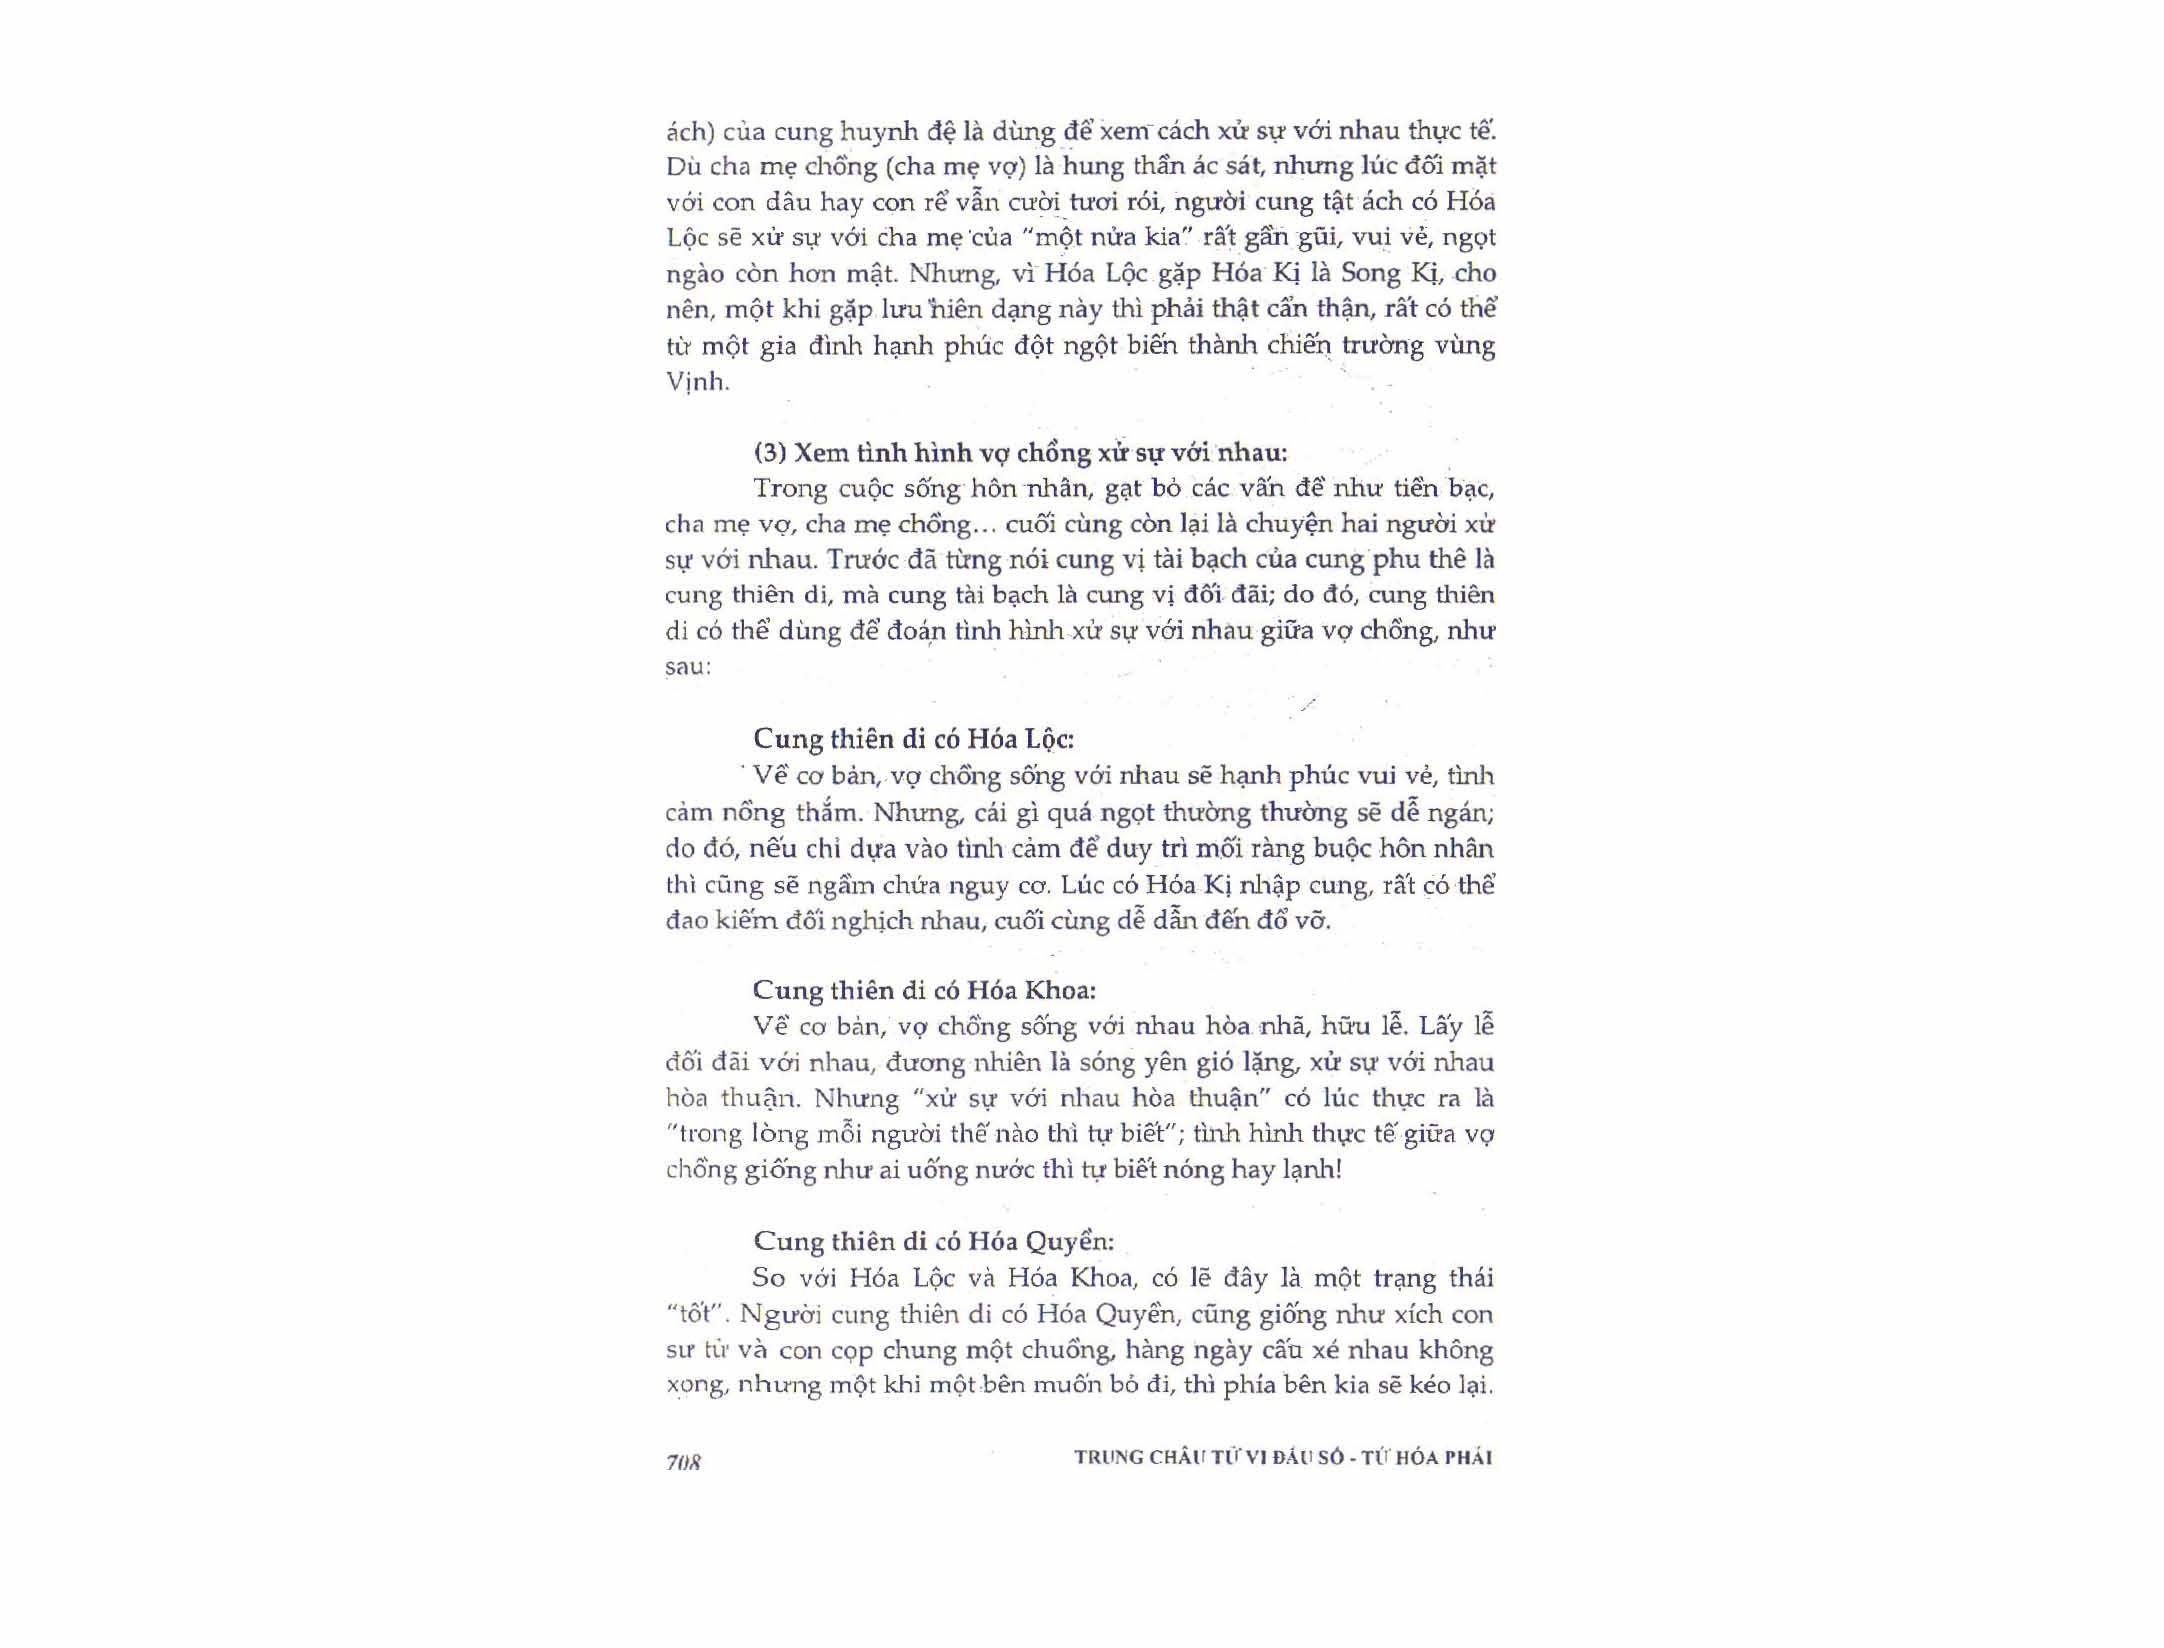 ách) của cung huynh đệ là dùng để xem cách xử sự với nhau thực tế.
Dù cha mẹ chồng (cha mẹ vợ) là hung thần ác sát, nhưng lúc đối mặt
với con dâu hay con rể vẫn cười tươi rói, người cung tật ách có Hóa
Lộc sẽ xử sự với cha mẹ của "một nửa kia" rất gần gũi, vui vẻ, ngọt
ngào còn hơn mật. Nhưng, vì Hóa Lộc gặp Hóa Kị là Song Kị, cho
nên, một khi gặp lưu niên dạng này thì phải thật cẩn thận, rất có thể
từ một gia đình hạnh phúc đột ngột biến thành chiến trường vùng
Vịnh.
(3) Xem tình hình vợ chồng xử sự với nhau:
Trong cuộc sống hôn nhân, gạt bỏ các vấn đề như tiền bạc,
cha mẹ vợ, cha mẹ chồng... cuối cùng còn lại là chuyện hai người xử
sự với nhau. Trước đã từng nói cung vị tài bạch của cung phu thê là
cung thiên di, mà cung tài bạch là cung vị đối đãi; do đó, cung thiên
di có thể dùng để đoán tình hình xử sự với nhau giữa vợ chồng, như
sau:
Cung thiên di có Hóa Lộc:
Về cơ bản, vợ chồng sống với nhau sẽ hạnh phúc vui vẻ, tình
cảm nồng thắm. Nhưng, cái gì quá ngọt thường thường sẽ dễ ngán;
do đó, nếu chỉ dựa vào tình cảm để duy trì mối ràng buộc hôn nhân
thì cũng sẽ ngầm chứa nguy cơ. Lúc có Hóa Kị nhập cung, rất có thể
đao kiếm đối nghịch nhau, cuối cùng dễ dẫn đến đổ vỡ.
Cung thiên di có Hóa Khoa:
Về cơ bản, vợ chồng sống với nhau hòa nhã, hữu lễ. Lấy lễ
đối đãi với nhau, đương nhiên là sóng yên gió lặng, xử sự với nhau
hòa thuận. Nhưng "xử sự với nhau hòa thuận" có lúc thực ra là
"trong lòng mỗi người thế nào thì tự biết"; tình hình thực tế giữa vợ
chồng giống như ai uống nước thì tự biết nóng hay lạnh!
Cung thiên di có Hóa Quyền:
So với Hóa Lộc và Hóa Khoa, có lẽ đây là một trạng thái
"tốt". Người cung thiên di có Hóa Quyền, cũng giống như xích con
sư tử và con cọp chung một chuồng, hàng ngày cấu xé nhau không
xong, nhưng một khi một bên muốn bỏ đi, thì phía bên kia sẽ kéo lại.
708
TRUNG CHÂU TỬ VI ĐẨU SỐ - TỨ HÓA PHÁI